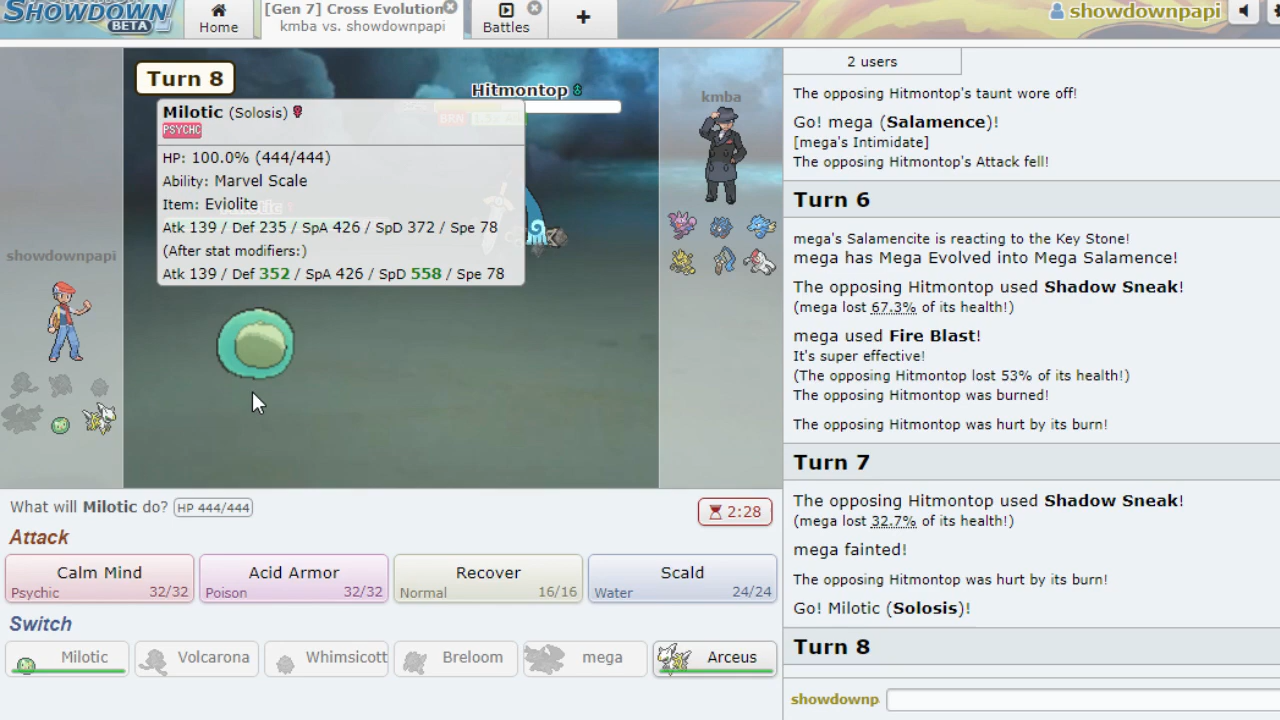 SHOWDOWN
BETA
Home
[Gen 7] Cross Evolution
kmba vs. showdownpapi
Battles
+
showdownpapi
Turn 8
Hitmontop
BRN
kmba
Milotic (Solosis)
PSYCHC
HP: 100.0% (444/444)
Ability: Marvel Scale
Item: Eviolite
Atk 139 / Def 235 / SpA 426 / SpD 372 / Spe 78
(After stat modifiers:)
Atk 139 / Def 352 / SpA 426 / SpD 558 / Spe 78
showdownpapi
2 users
The opposing Hitmontop's taunt wore off!
Go! mega (Salamence)!
[mega's Intimidate]
The opposing Hitmontop's Attack fell!
Turn 6
mega's Salamencite is reacting to the Key Stone!
mega has Mega Evolved into Mega Salamence!
The opposing Hitmontop used Shadow Sneak!
(mega lost 67.3% of its health!)
mega used Fire Blast!
It's super effective!
(The opposing Hitmontop lost 53% of its health!)
The opposing Hitmontop was burned!
The opposing Hitmontop was hurt by its burn!
Turn 7
The opposing Hitmontop used Shadow Sneak!
(mega lost 32.7% of its health!)
mega fainted!
The opposing Hitmontop was hurt by its burn!
Go! Milotic (Solosis)!
Turn 8
showdownp
What will Milotic do? HP 444/444
2:28
Attack
Calm Mind
Psychic 32/32
Acid Armor
Poison 32/32
Recover
Normal 16/16
Scald
Water 24/24
Switch
Milotic
Volcarona
Whimsicott
Breloom
mega
Arceus